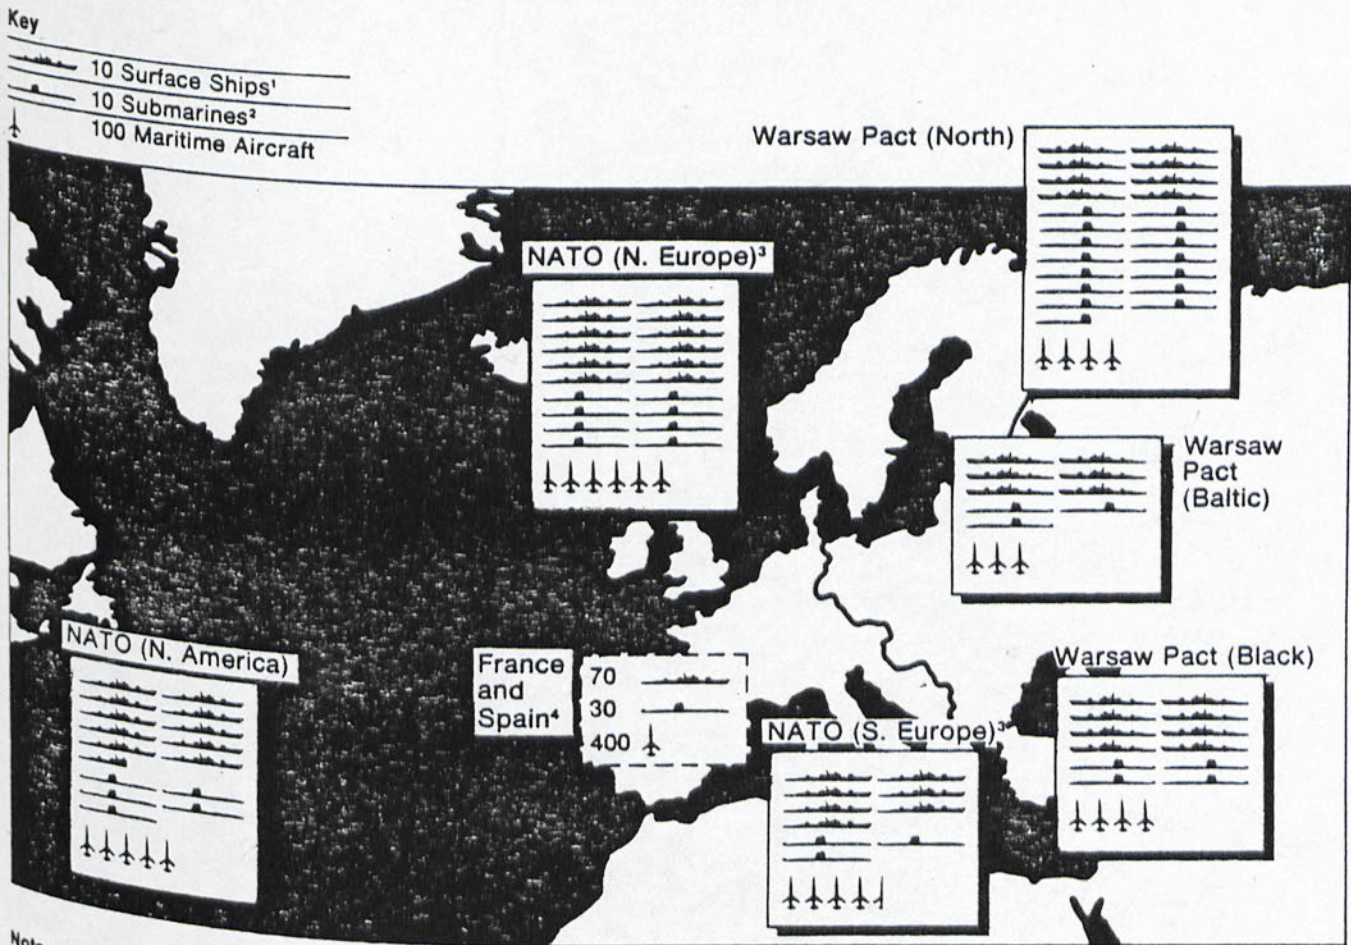 Key
10 Surface Ships¹
10 Submarines²
100 Maritime Aircraft
Warsaw Pact (North)
NATO (N. Europe)³
Warsaw
Pact
(Baltic)
NATO (N. America)
France
and
Spain⁴
70
30
400
Warsaw Pact (Black)
NATO (S. Europe)³